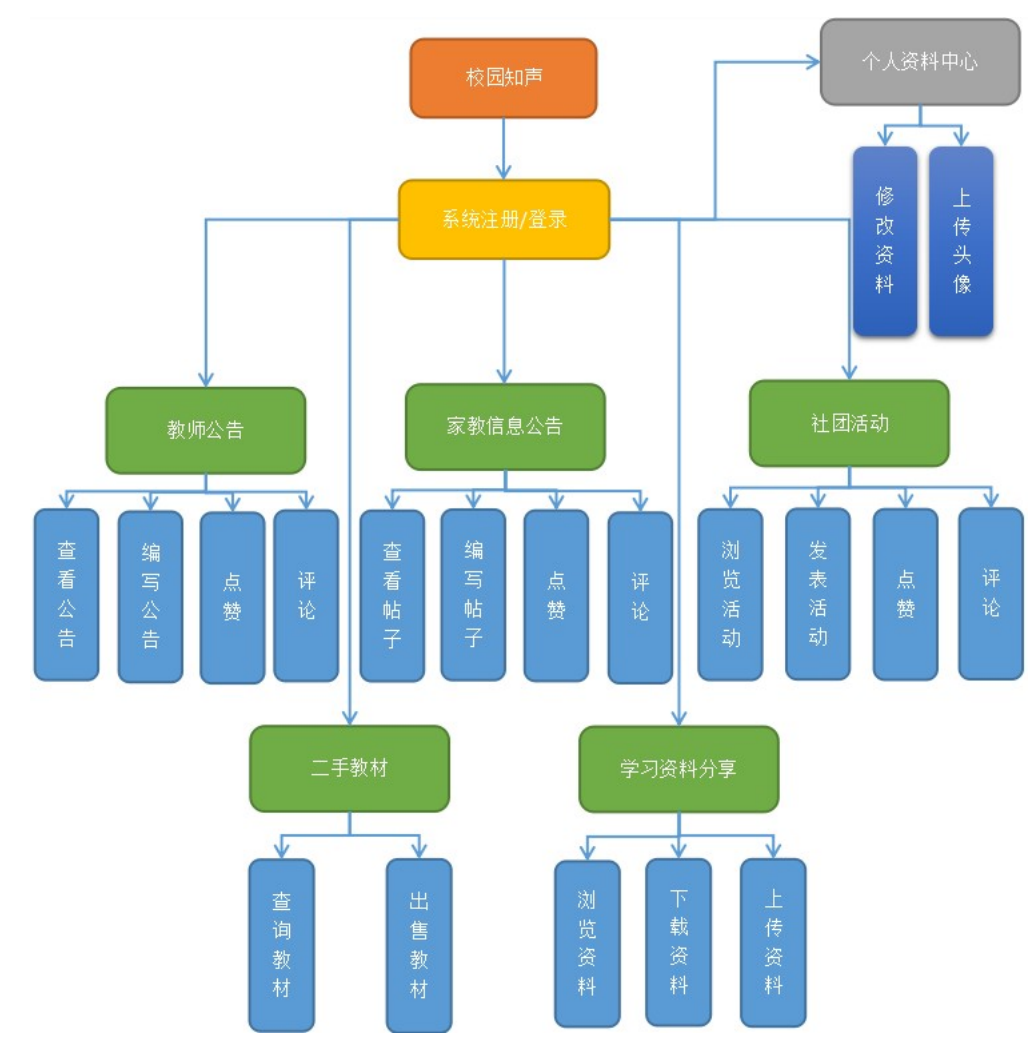 校园知声
个人资料中心
修改资料
上传头像
系统注册/登录
教师公告
家教信息公告
社团活动
查看公告
编写公告
点赞
评论
查看帖子
编写帖子
点赞
评论
浏览活动
发表活动
点赞
评论
二手教材
学习资料分享
查询教材
出售教材
浏览资料
下载资料
上传资料